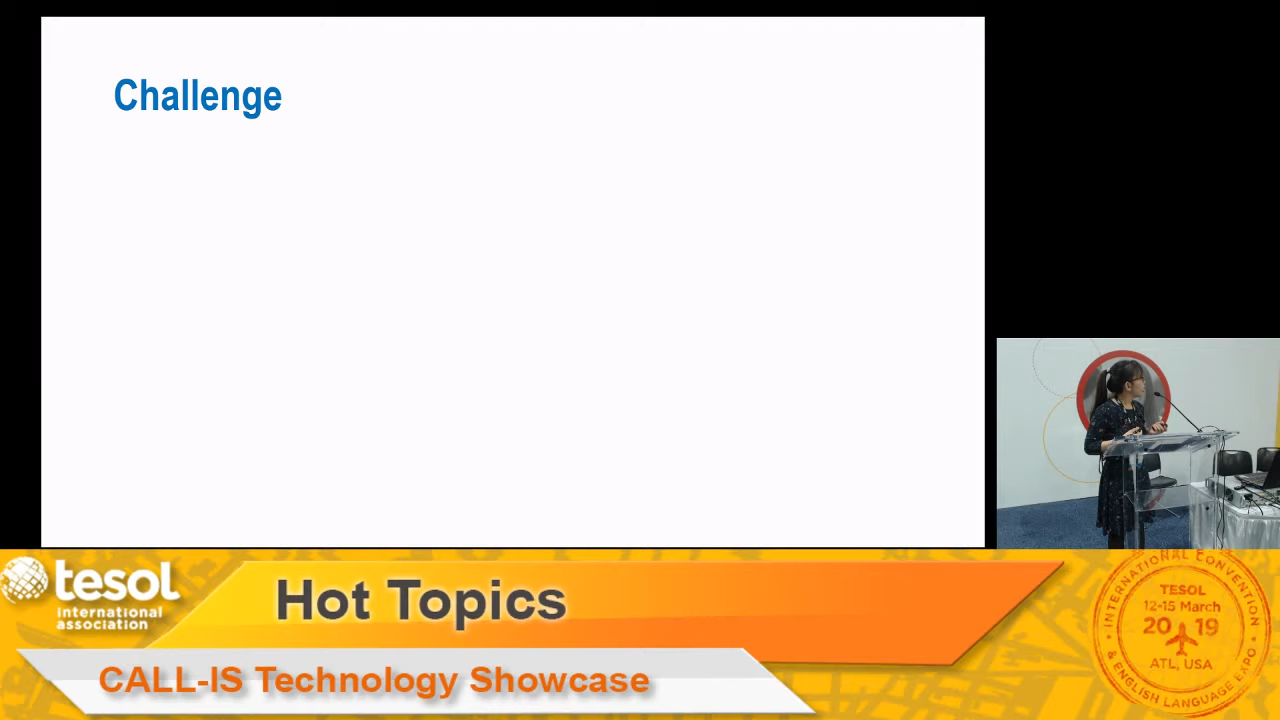 Challenge
tesol
international
association
Hot Topics
CALL-IS Technology Showcase
INTERNATIONAL CONVENTION
TESOL
12-15 March
20 19
ATL, USA
& ENGLISH LANGUAGE EXPO